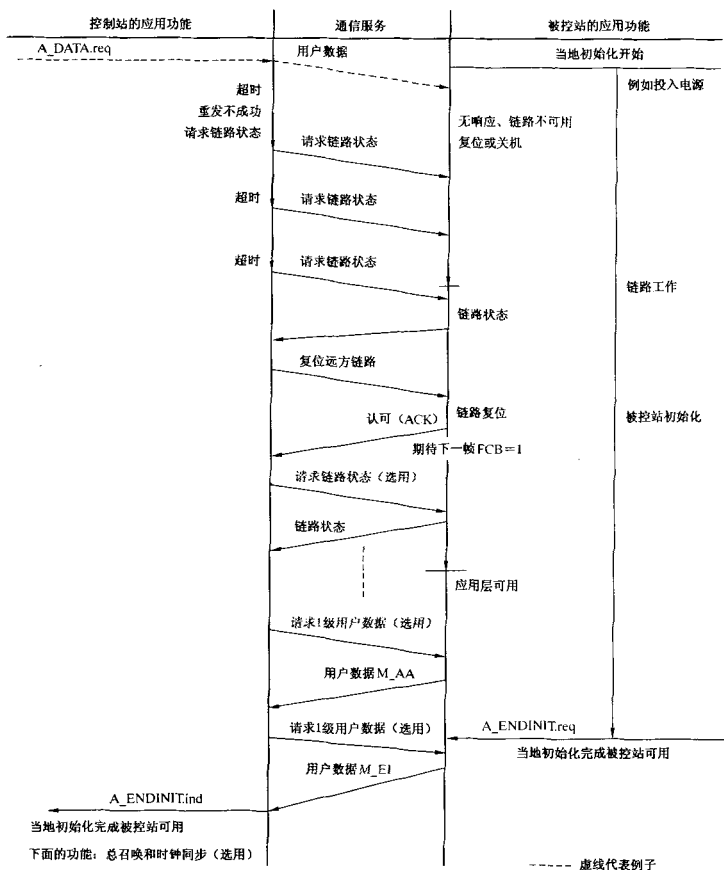 控制站的应用功能
通信服务
被控站的应用功能
A_DATA.req
用户数据
当地初始化开始
例如投入电源
超时
重发不成功
请求链路状态
无响应、链路不可用
复位或关机
请求链路状态
超时
请求链路状态
超时
请求链路状态
链路工作
链路状态
复位远方链路
认可（ACK）
链路复位
被控站初始化
期待下一帧FCB＝1
请求链路状态（选用）
链路状态
应用层可用
请求1级用户数据（选用）
用户数据M_AA
请求1级用户数据（选用）
A_ENDINIT.req
当地初始化完成被控站可用
用户数据M_EI
A_ENDINIT.ind
当地初始化完成被控站可用
下面的功能：总召唤和时钟同步（选用）
----- 虚线代表例子